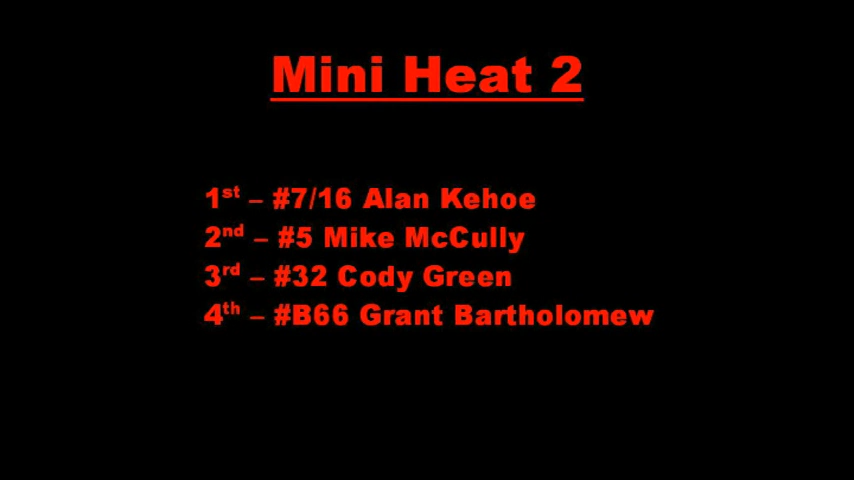 Mini Heat 2
1st – #7/16 Alan Kehoe
2nd – #5 Mike McCully
3rd – #32 Cody Green
4th – #B66 Grant Bartholomew